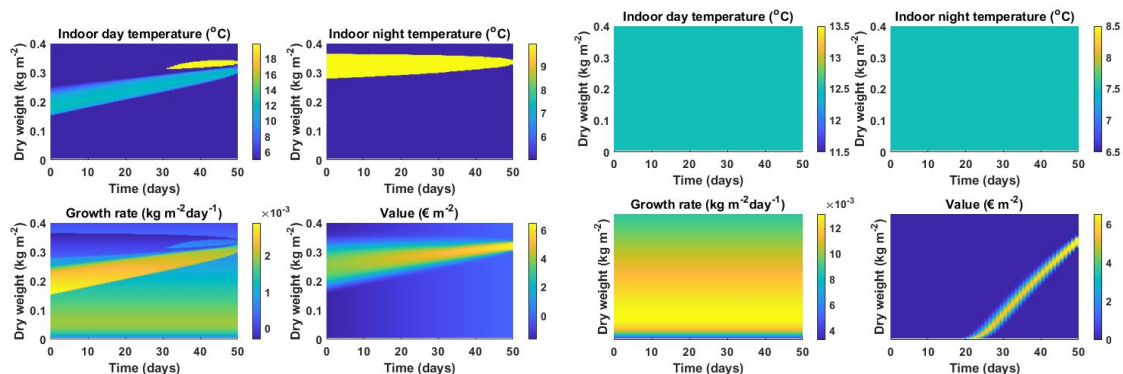 Indoor day temperature (°C)
Dry weight (kg m⁻²)
0.4
0.3
0.2
0.1
0
0 10 20 30 40 50
Time (days)
18
16
14
12
10
8
6
Indoor night temperature (°C)
Dry weight (kg m⁻²)
0.4
0.3
0.2
0.1
0
0 10 20 30 40 50
Time (days)
9
8
7
6
Indoor day temperature (°C)
Dry weight (kg m⁻²)
0.4
0.3
0.2
0.1
0
0 10 20 30 40 50
Time (days)
13.5
13
12.5
12
11.5
Indoor night temperature (°C)
Dry weight (kg m⁻²)
0.4
0.3
0.2
0.1
0
0 10 20 30 40 50
Time (days)
8.5
8
7.5
7
6.5
Growth rate (kg m⁻²day⁻¹)
×10⁻³
Dry weight (kg m⁻²)
0.4
0.3
0.2
0.1
0
0 10 20 30 40 50
Time (days)
2
1
0
Value (€ m⁻²)
Dry weight (kg m⁻²)
0.4
0.3
0.2
0.1
0
0 10 20 30 40 50
Time (days)
6
4
2
0
Growth rate (kg m⁻²day⁻¹)
×10⁻³
Dry weight (kg m⁻²)
0.3
0.2
0.1
0
0 10 20 30 40 50
Time (days)
12
10
8
6
4
Value (€ m⁻²)
Dry weight (kg m⁻²)
0.3
0.2
0.1
0
0 10 20 30 40 50
Time (days)
6
4
2
0